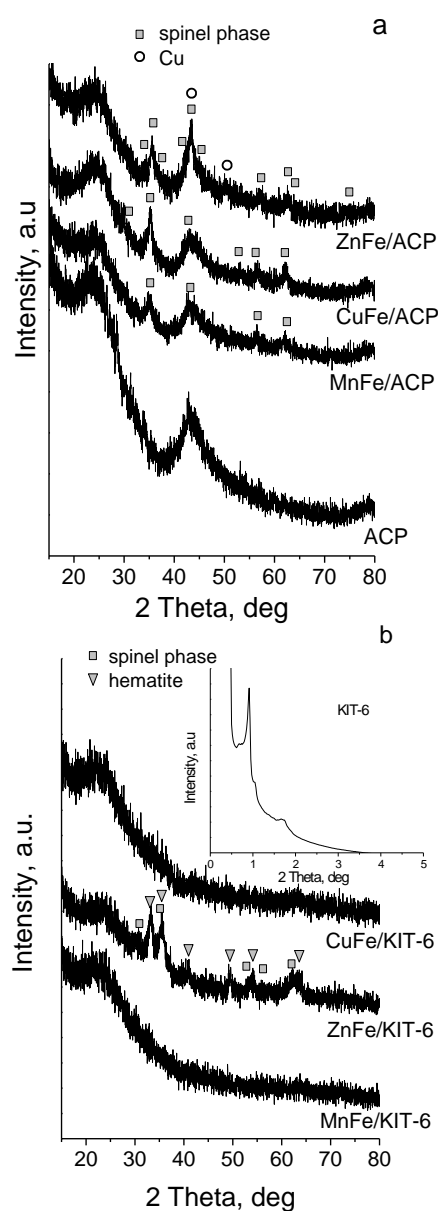 a
spinel phase
Cu
Intensity, a.u
ZnFe/ACP
CuFe/ACP
MnFe/ACP
ACP
20 30 40 50 60 70 80
2 Theta, deg
b
spinel phase
hematite
KIT-6
Intensity, a.u
0 1 2 3 4 5
2 Theta, deg
Intensity, a.u.
CuFe/KIT-6
ZnFe/KIT-6
MnFe/KIT-6
20 30 40 50 60 70 80
2 Theta, deg